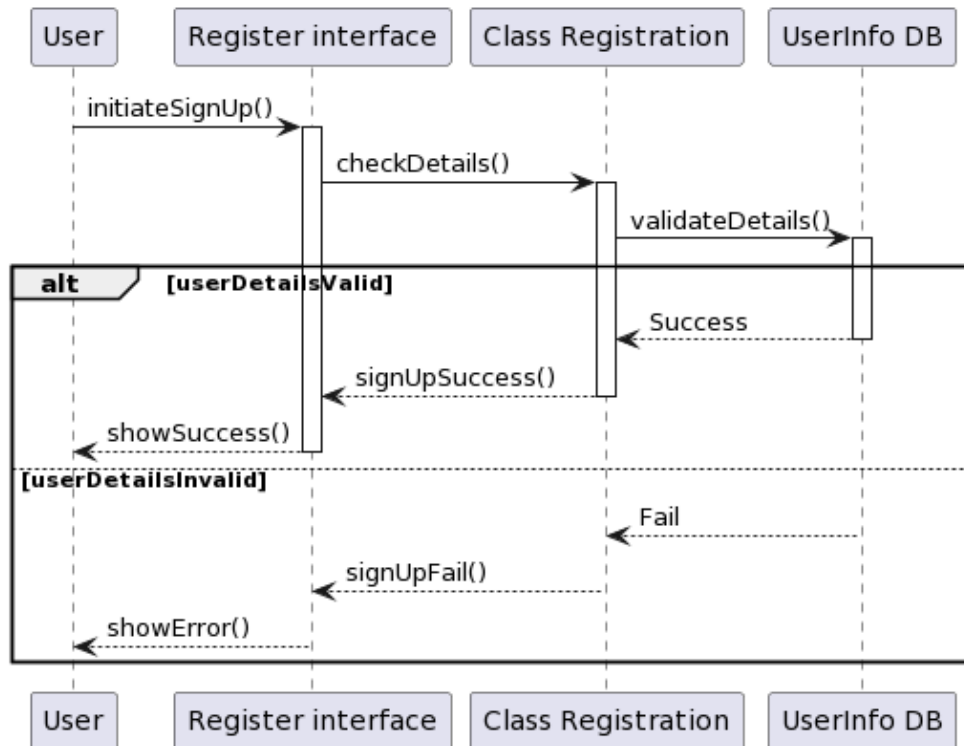 User Register interface Class Registration UserInfo DB
initiateSignUp()
checkDetails()
validateDetails()
alt [userDetailsValid]
Success
signUpSuccess()
showSuccess()
[userDetailsInvalid]
Fail
signUpFail()
showError()
User Register interface Class Registration UserInfo DB